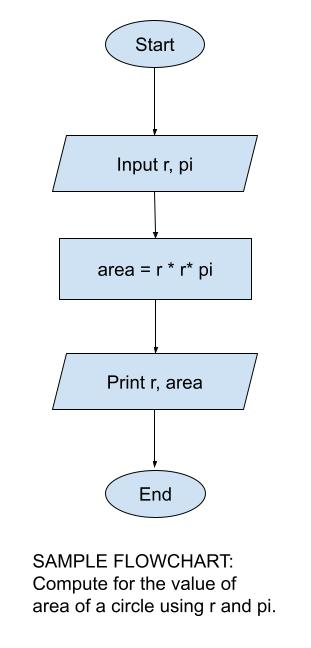 Start
Input r, pi
area = r * r* pi
Print r, area
End
SAMPLE FLOWCHART:
Compute for the value of
area of a circle using r and pi.